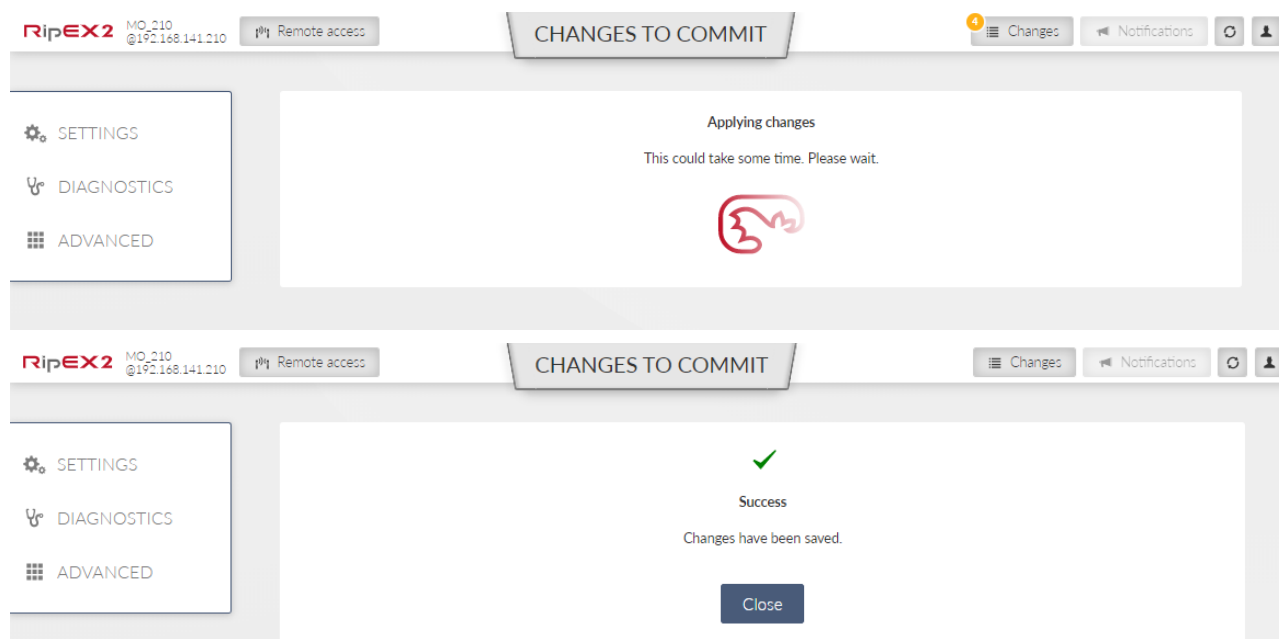 RipEX2
MO_210
@192.168.141.210
Remote access
CHANGES TO COMMIT
4
Changes
Notifications
SETTINGS
DIAGNOSTICS
ADVANCED
Applying changes
This could take some time. Please wait.
RipEX2
MO_210
@192.168.141.210
Remote access
CHANGES TO COMMIT
Changes
Notifications
SETTINGS
DIAGNOSTICS
ADVANCED
Success
Changes have been saved.
Close